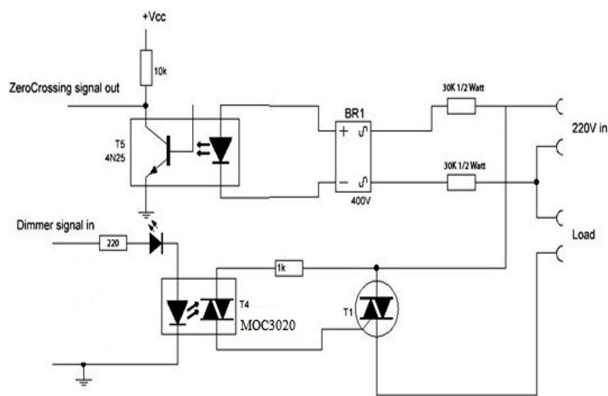 +Vcc
10k
ZeroCrossing signal out
T5
4N25
BR1
400V
30K 1/2 Watt
30K 1/2 Watt
220V in
Load
Dimmer signal in
220
1k
T4
MOC3020
T1